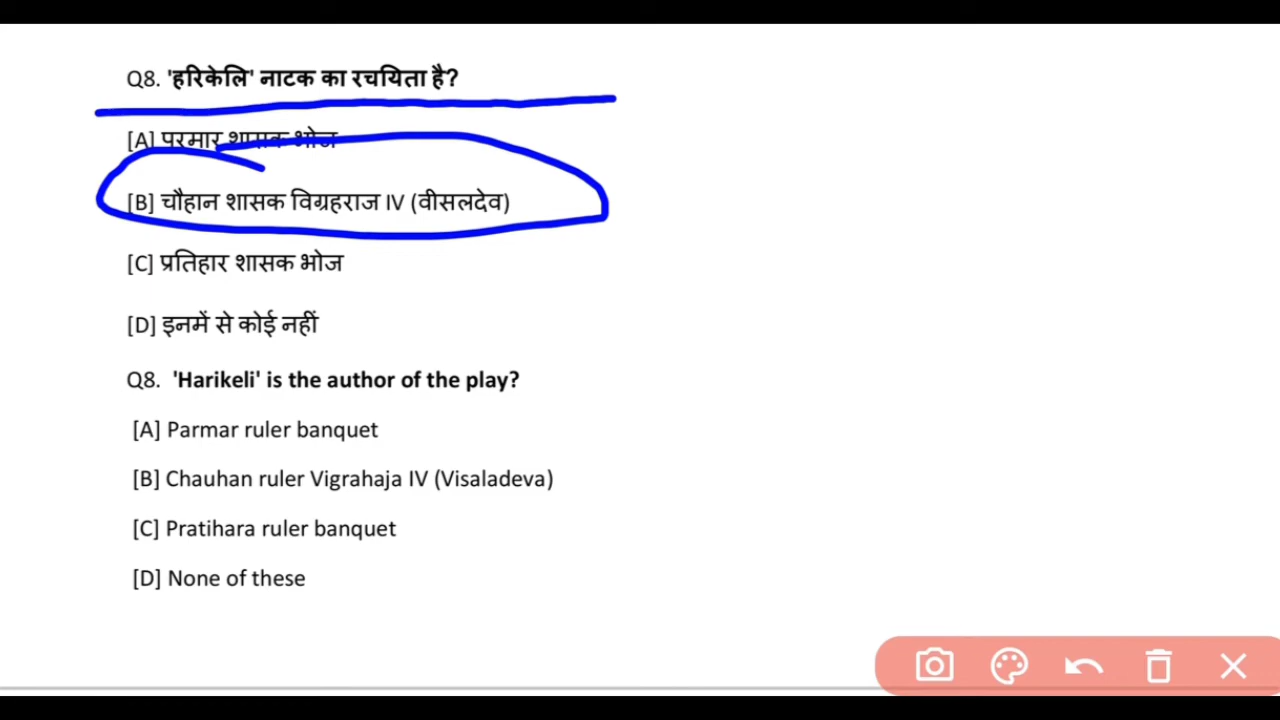 Q8. 'हरिकेलि' नाटक का रचयिता है?
[A] परमार शासक भोज
[B] चौहान शासक विग्रहराज IV (वीसलदेव)
[C] प्रतिहार शासक भोज
[D] इनमें से कोई नहीं
Q8. 'Harikeli' is the author of the play?
[A] Parmar ruler banquet
[B] Chauhan ruler Vigrahaja IV (Visaladeva)
[C] Pratihara ruler banquet
[D] None of these